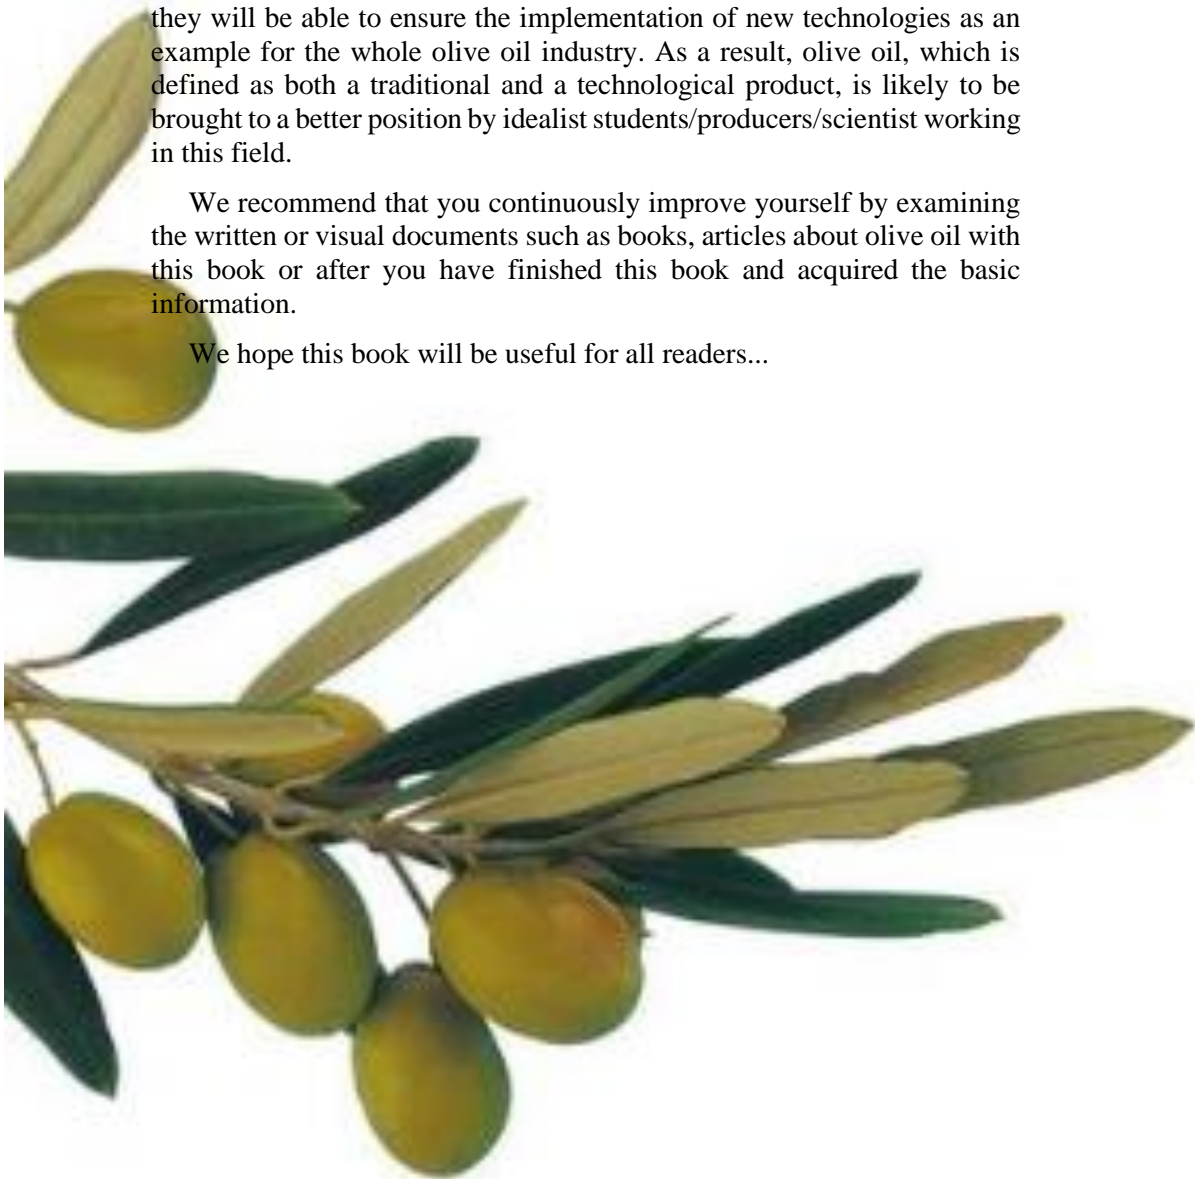 they will be able to ensure the implementation of new technologies as an
example for the whole olive oil industry. As a result, olive oil, which is
defined as both a traditional and a technological product, is likely to be
brought to a better position by idealist students/producers/scientist working
in this field.
We recommend that you continuously improve yourself by examining
the written or visual documents such as books, articles about olive oil with
this book or after you have finished this book and acquired the basic
information.
We hope this book will be useful for all readers...